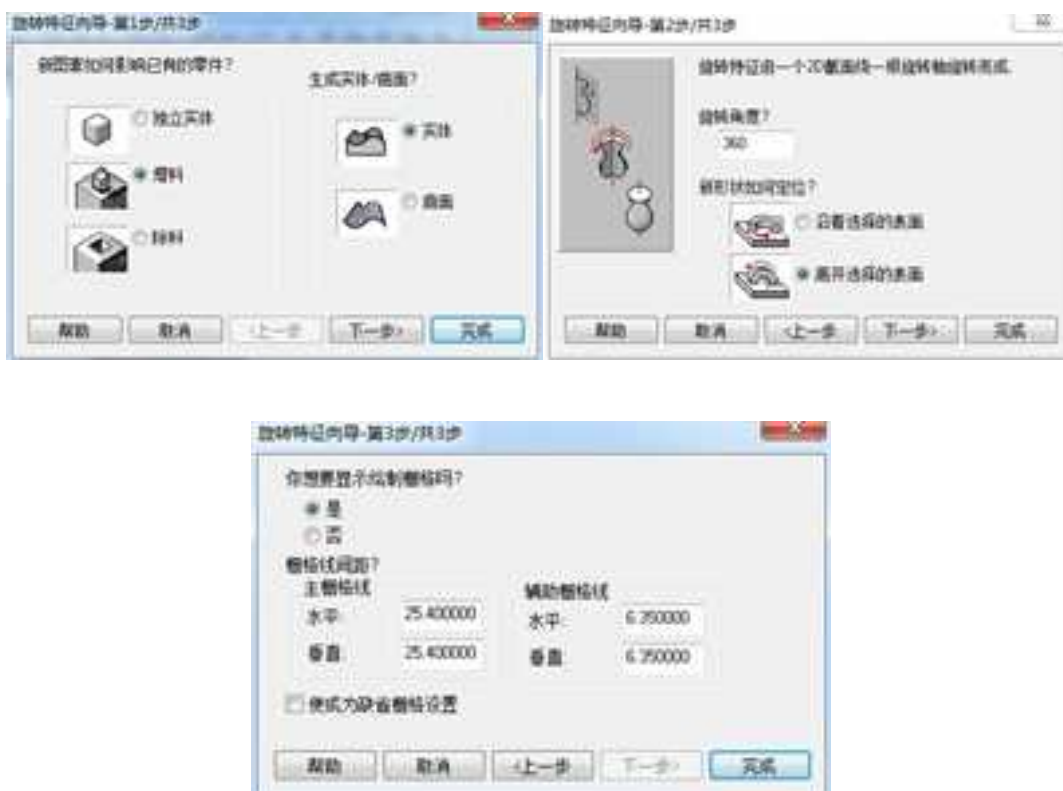 旋转特征向导-第1步/共3步
新图素如何影响已有的零件?
独立实体
增料
除料
生成实体/曲面?
实体
曲面
帮助 取消 <上一步 下一步> 完成
旋转特征向导-第2步/共3步
旋转特征由一个2D截面绕一根旋转轴旋转而成.
旋转角度?
360
新形状如何定位?
沿着选择的表面
离开选择的表面
帮助 取消 <上一步 下一步> 完成
旋转特征向导-第3步/共3步
你想要显示绘制栅格吗?
是
否
栅格线间距?
主栅格线 辅助栅格线
水平: 25.400000 水平: 6.350000
垂直: 25.400000 垂直: 6.350000
使成为缺省栅格设置
帮助 取消 <上一步 下一步> 完成